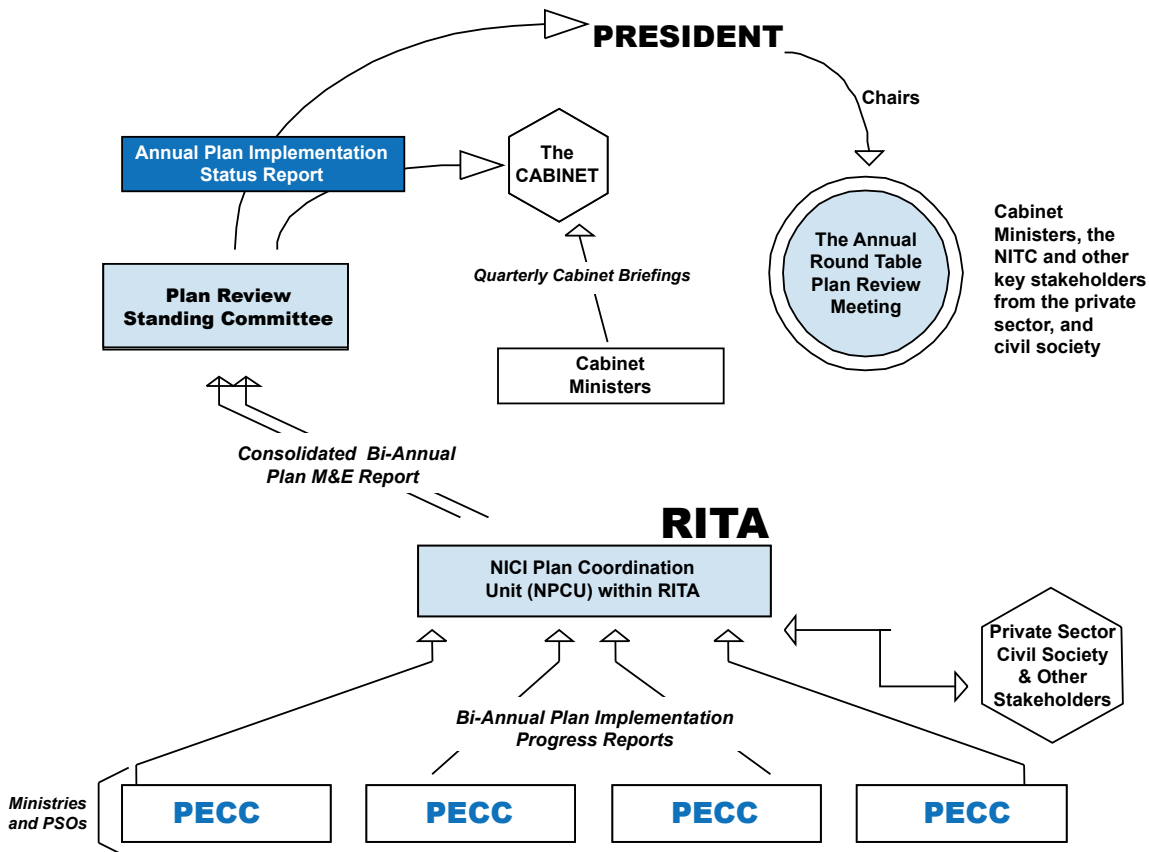 PRESIDENT
Chairs
Annual Plan Implementation
Status Report
The
CABINET
The Annual
Round Table
Plan Review
Meeting
Cabinet
Ministers, the
NITC and other
key stakeholders
from the private
sector, and
civil society
Quarterly Cabinet Briefings
Plan Review
Standing Committee
Cabinet
Ministers
Consolidated Bi-Annual
Plan M&E Report
RITA
NICI Plan Coordination
Unit (NPCU) within RITA
Private Sector
Civil Society
& Other
Stakeholders
Bi-Annual Plan Implementation
Progress Reports
Ministries
and PSOs
PECC
PECC
PECC
PECC